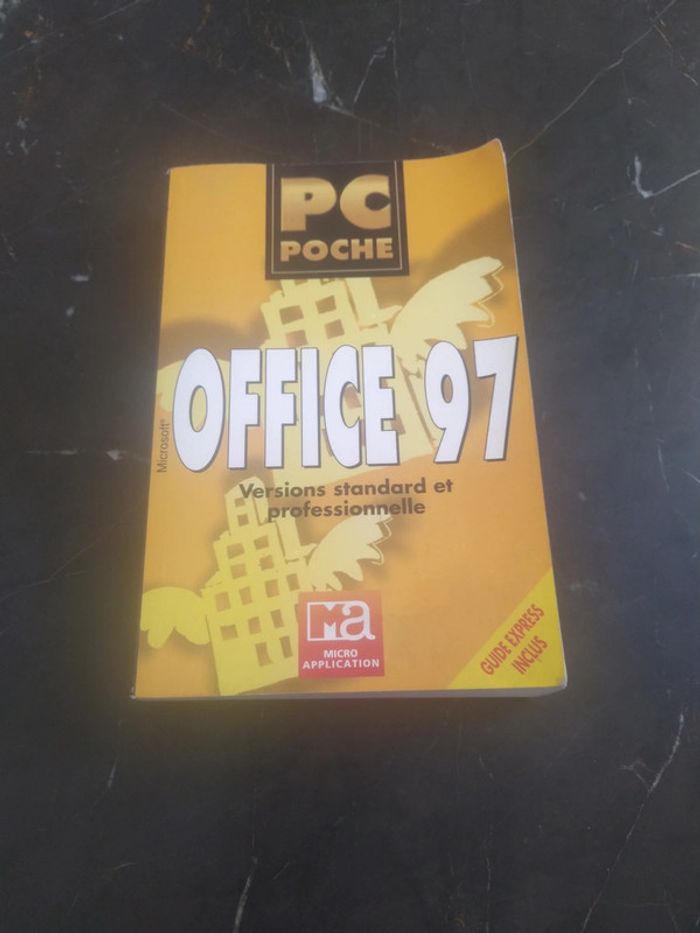 PC
POCHE
Microsoft®
OFFICE 97
Versions standard et
professionnelle
Ma
MICRO
APPLICATION
GUIDE EXPRESS
INCLUS